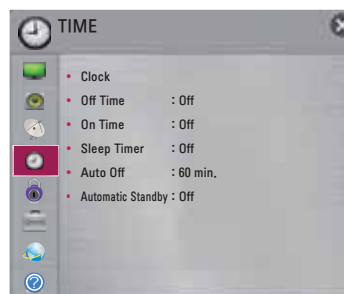 TIME
• Clock
• Off Time : Off
• On Time : Off
• Sleep Timer : Off
• Auto Off : 60 min.
• Automatic Standby : Off